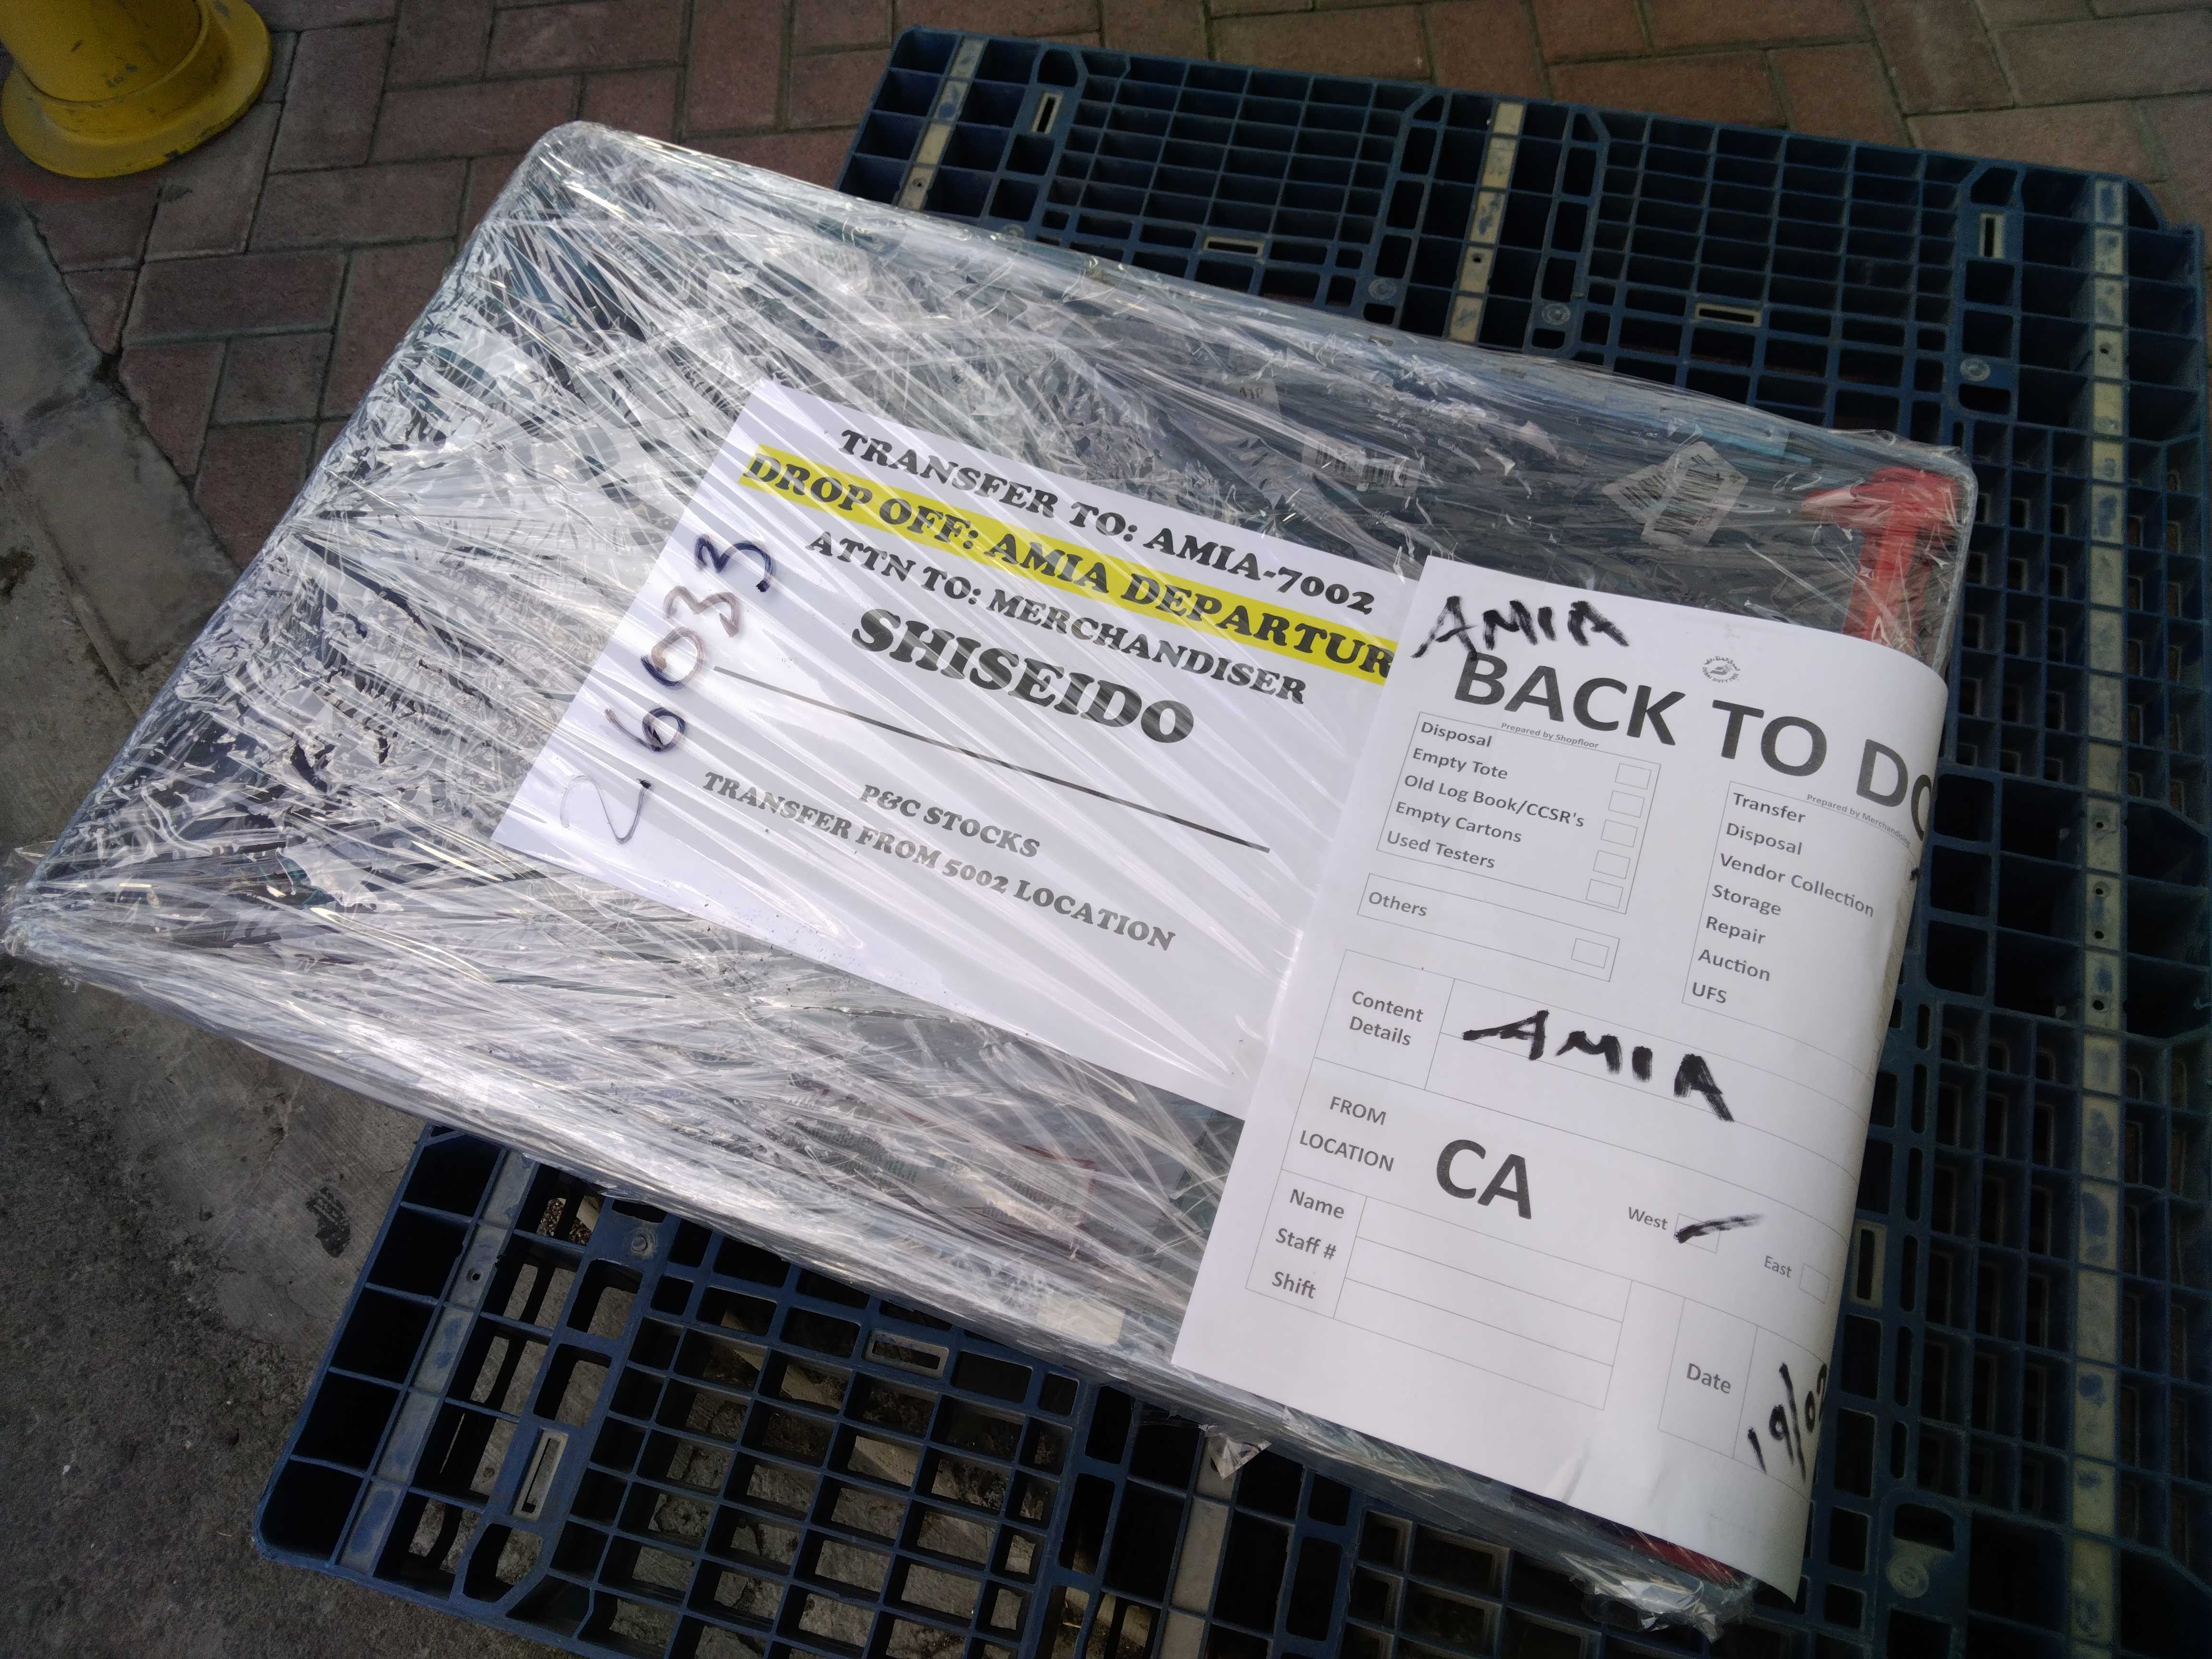 TRANSFER TO: AMIA-7002
DROP OFF: AMIA DEPARTUR
ATTN TO: MERCHANDISER
SHISEIDO
P&C STOCKS
TRANSFER FROM 5002 LOCATION
26033
AMIA
BACK TO DO
Prepared by Shopfloor
Disposal
Empty Tote
Old Log Book/CCSR's
Empty Cartons
Used Testers
Others
Prepared by Merchandising
Transfer
Disposal
Vendor Collection
Storage
Repair
Auction
UFS
Content
Details
AMIA
FROM
LOCATION
CA
West
East
Name
Staff #
Shift
Date
19/02